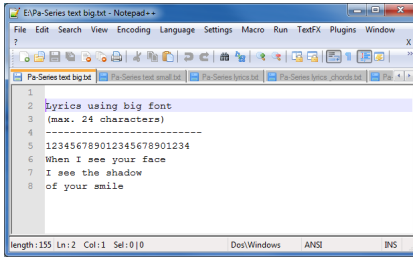 E:\Pa-Series text big.txt - Notepad++
File Edit Search View Encoding Language Settings Macro Run TextFX Plugins Window
? X
Pa-Series text big.txt Pa-Series text small.txt Pa-Series lyrics.txt Pa-Series lyrics_chords.txt Pa
1
2 Lyrics using big font
3 (max. 24 characters)
4 --------------------------
5 123456789012345678901234
6 When I see your face
7 I see the shadow
8 of your smile
length : 155 Ln : 2 Col : 1 Sel : 0 | 0 Dos\Windows ANSI INS